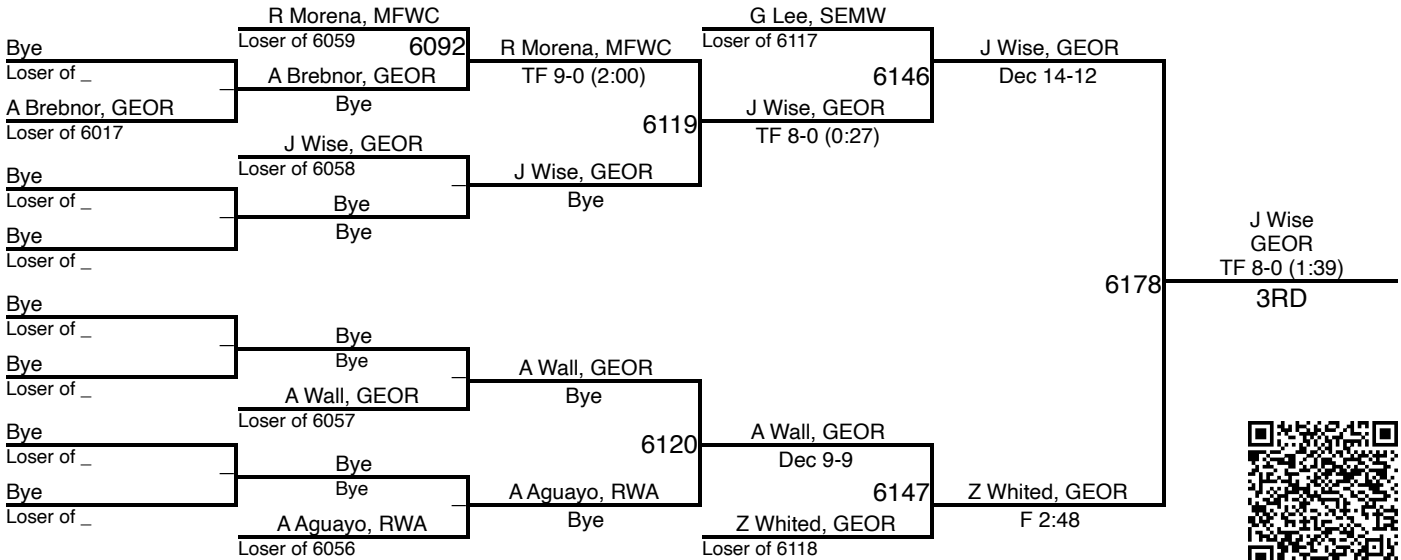 R Morena, MFWC
G Lee, SEMW
Bye
Loser of 6059
6092
R Morena, MFWC
Loser of 6117
J Wise, GEOR
Loser of _
A Brebnor, GEOR
TF 9-0 (2:00)
6146
Dec 14-12
_
A Brebnor, GEOR
Bye
J Wise, GEOR
Loser of 6017
6119
TF 8-0 (0:27)
J Wise, GEOR
Bye
Loser of 6058
J Wise, GEOR
Loser of _
_
Bye
Bye
_
Bye
Bye
Loser of _
J Wise
GEOR
TF 8-0 (1:39)
6178
3RD
Bye
Loser of _
Bye
_
Bye
Bye
A Wall, GEOR
Loser of _
_
A Wall, GEOR
Bye
Loser of 6057
Bye
6120
A Wall, GEOR
Loser of _
Bye
Dec 9-9
_
Bye
Bye
A Aguayo, RWA
6147
Z Whited, GEOR
Loser of _
_
A Aguayo, RWA
Bye
Z Whited, GEOR
F 2:48
Loser of 6056
Loser of 6118